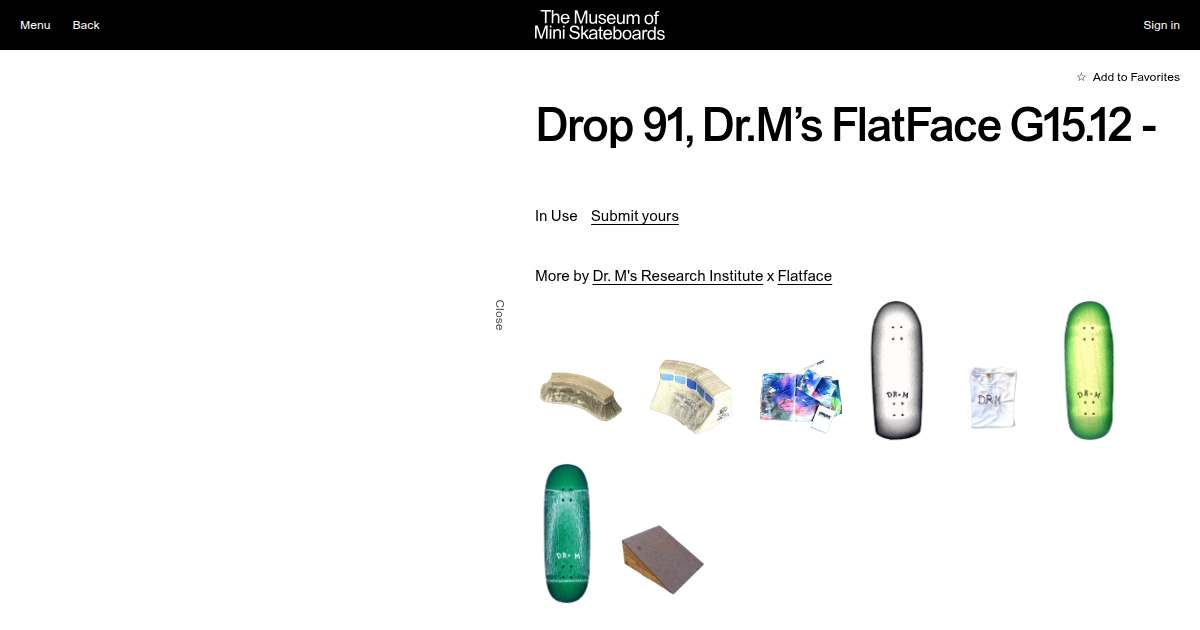 Menu
Back
The Museum of
Mini Skateboards
Sign in
☆ Add to Favorites
Drop 91, Dr.M’s FlatFace G15.12 -
In Use Submit yours
More by Dr. M's Research Institute x Flatface
Close
DR•M
DR.M
DR•M
DR•M